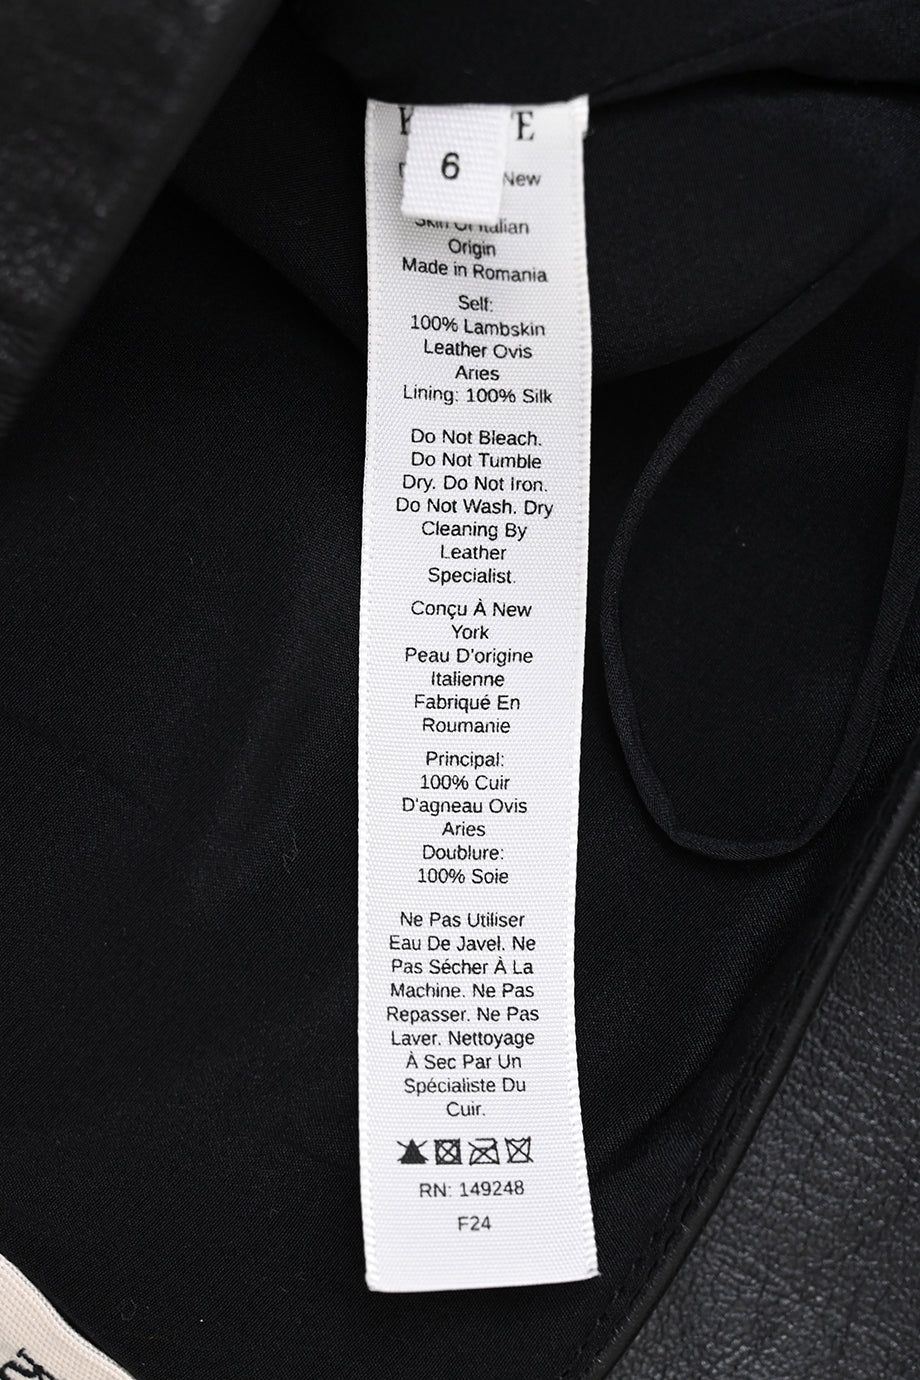 6
New
Skin Of Italian
Origin
Made in Romania
Self:
100% Lambskin
Leather Ovis
Aries
Lining: 100% Silk
Do Not Bleach.
Do Not Tumble
Dry. Do Not Iron.
Do Not Wash. Dry
Cleaning By
Leather
Specialist.
Conçu À New
York
Peau D'origine
Italienne
Fabriqué En
Roumanie
Principal:
100% Cuir
D'agneau Ovis
Aries
Doublure:
100% Soie
Ne Pas Utiliser
Eau De Javel. Ne
Pas Sécher À La
Machine. Ne Pas
Repasser. Ne Pas
Laver. Nettoyage
À Sec Par Un
Spécialiste Du
Cuir.
RN: 149248
F24